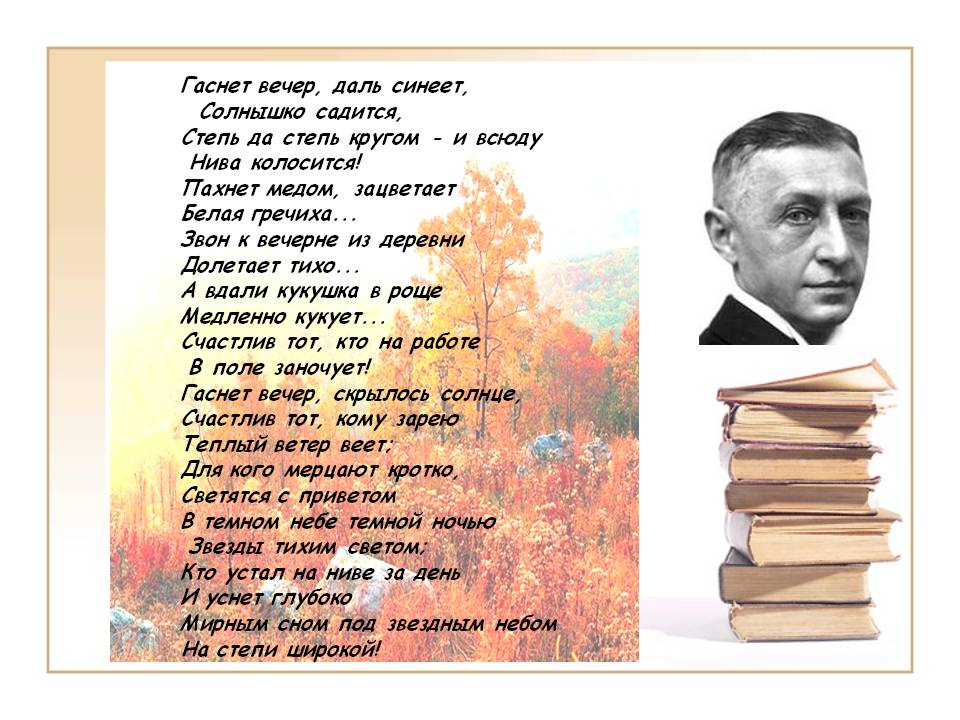 Гаснет вечер, даль синеет,
Солнышко садится,
Степь да степь кругом - и всюду
Нива колосится!
Пахнет медом, зацветает
Белая гречиха...
Звон к вечерне из деревни
Долетает тихо...
А вдали кукушка в роще
Медленно кукует...
Счастлив тот, кто на работе
В поле заночует!
Гаснет вечер, скрылось солнце,
Счастлив тот, кому зарею
Теплый ветер веет;
Для кого мерцают кротко,
Светятся с приветом
В темном небе темной ночью
Звезды тихим светом;
Кто устал на ниве за день
И уснет глубоко
Мирным сном под звездным небом
На степи широкой!